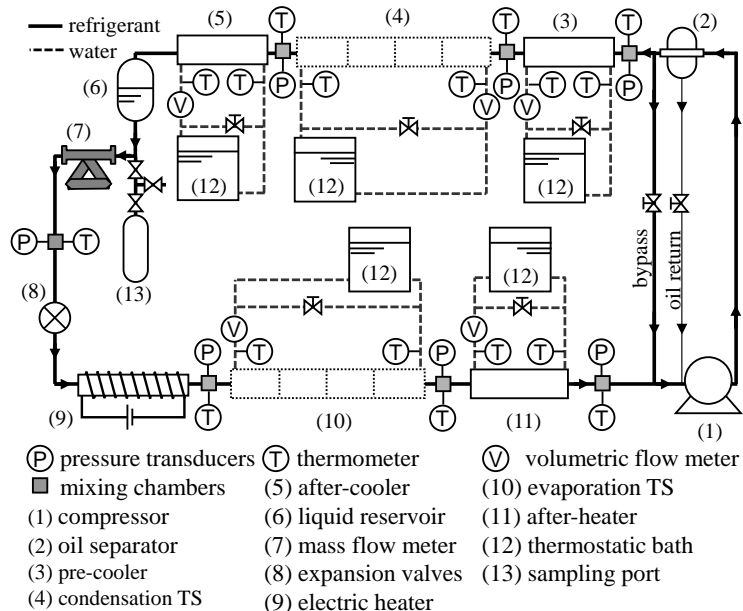 refrigerant
water
(5) T (4) T (3) T (2)
P P P
(6) T T T T T T
V V V
(7)
(12) (12) (12)
P T
(13)
bypass
oil return
(8)
(12) (12)
V V
P T T P T T P
T T T
(9) (10) (11) (1)
P pressure transducers T thermometer V volumetric flow meter
mixing chambers (5) after-cooler (10) evaporation TS
(1) compressor (6) liquid reservoir (11) after-heater
(2) oil separator (7) mass flow meter (12) thermostatic bath
(3) pre-cooler (8) expansion valves (13) sampling port
(4) condensation TS (9) electric heater